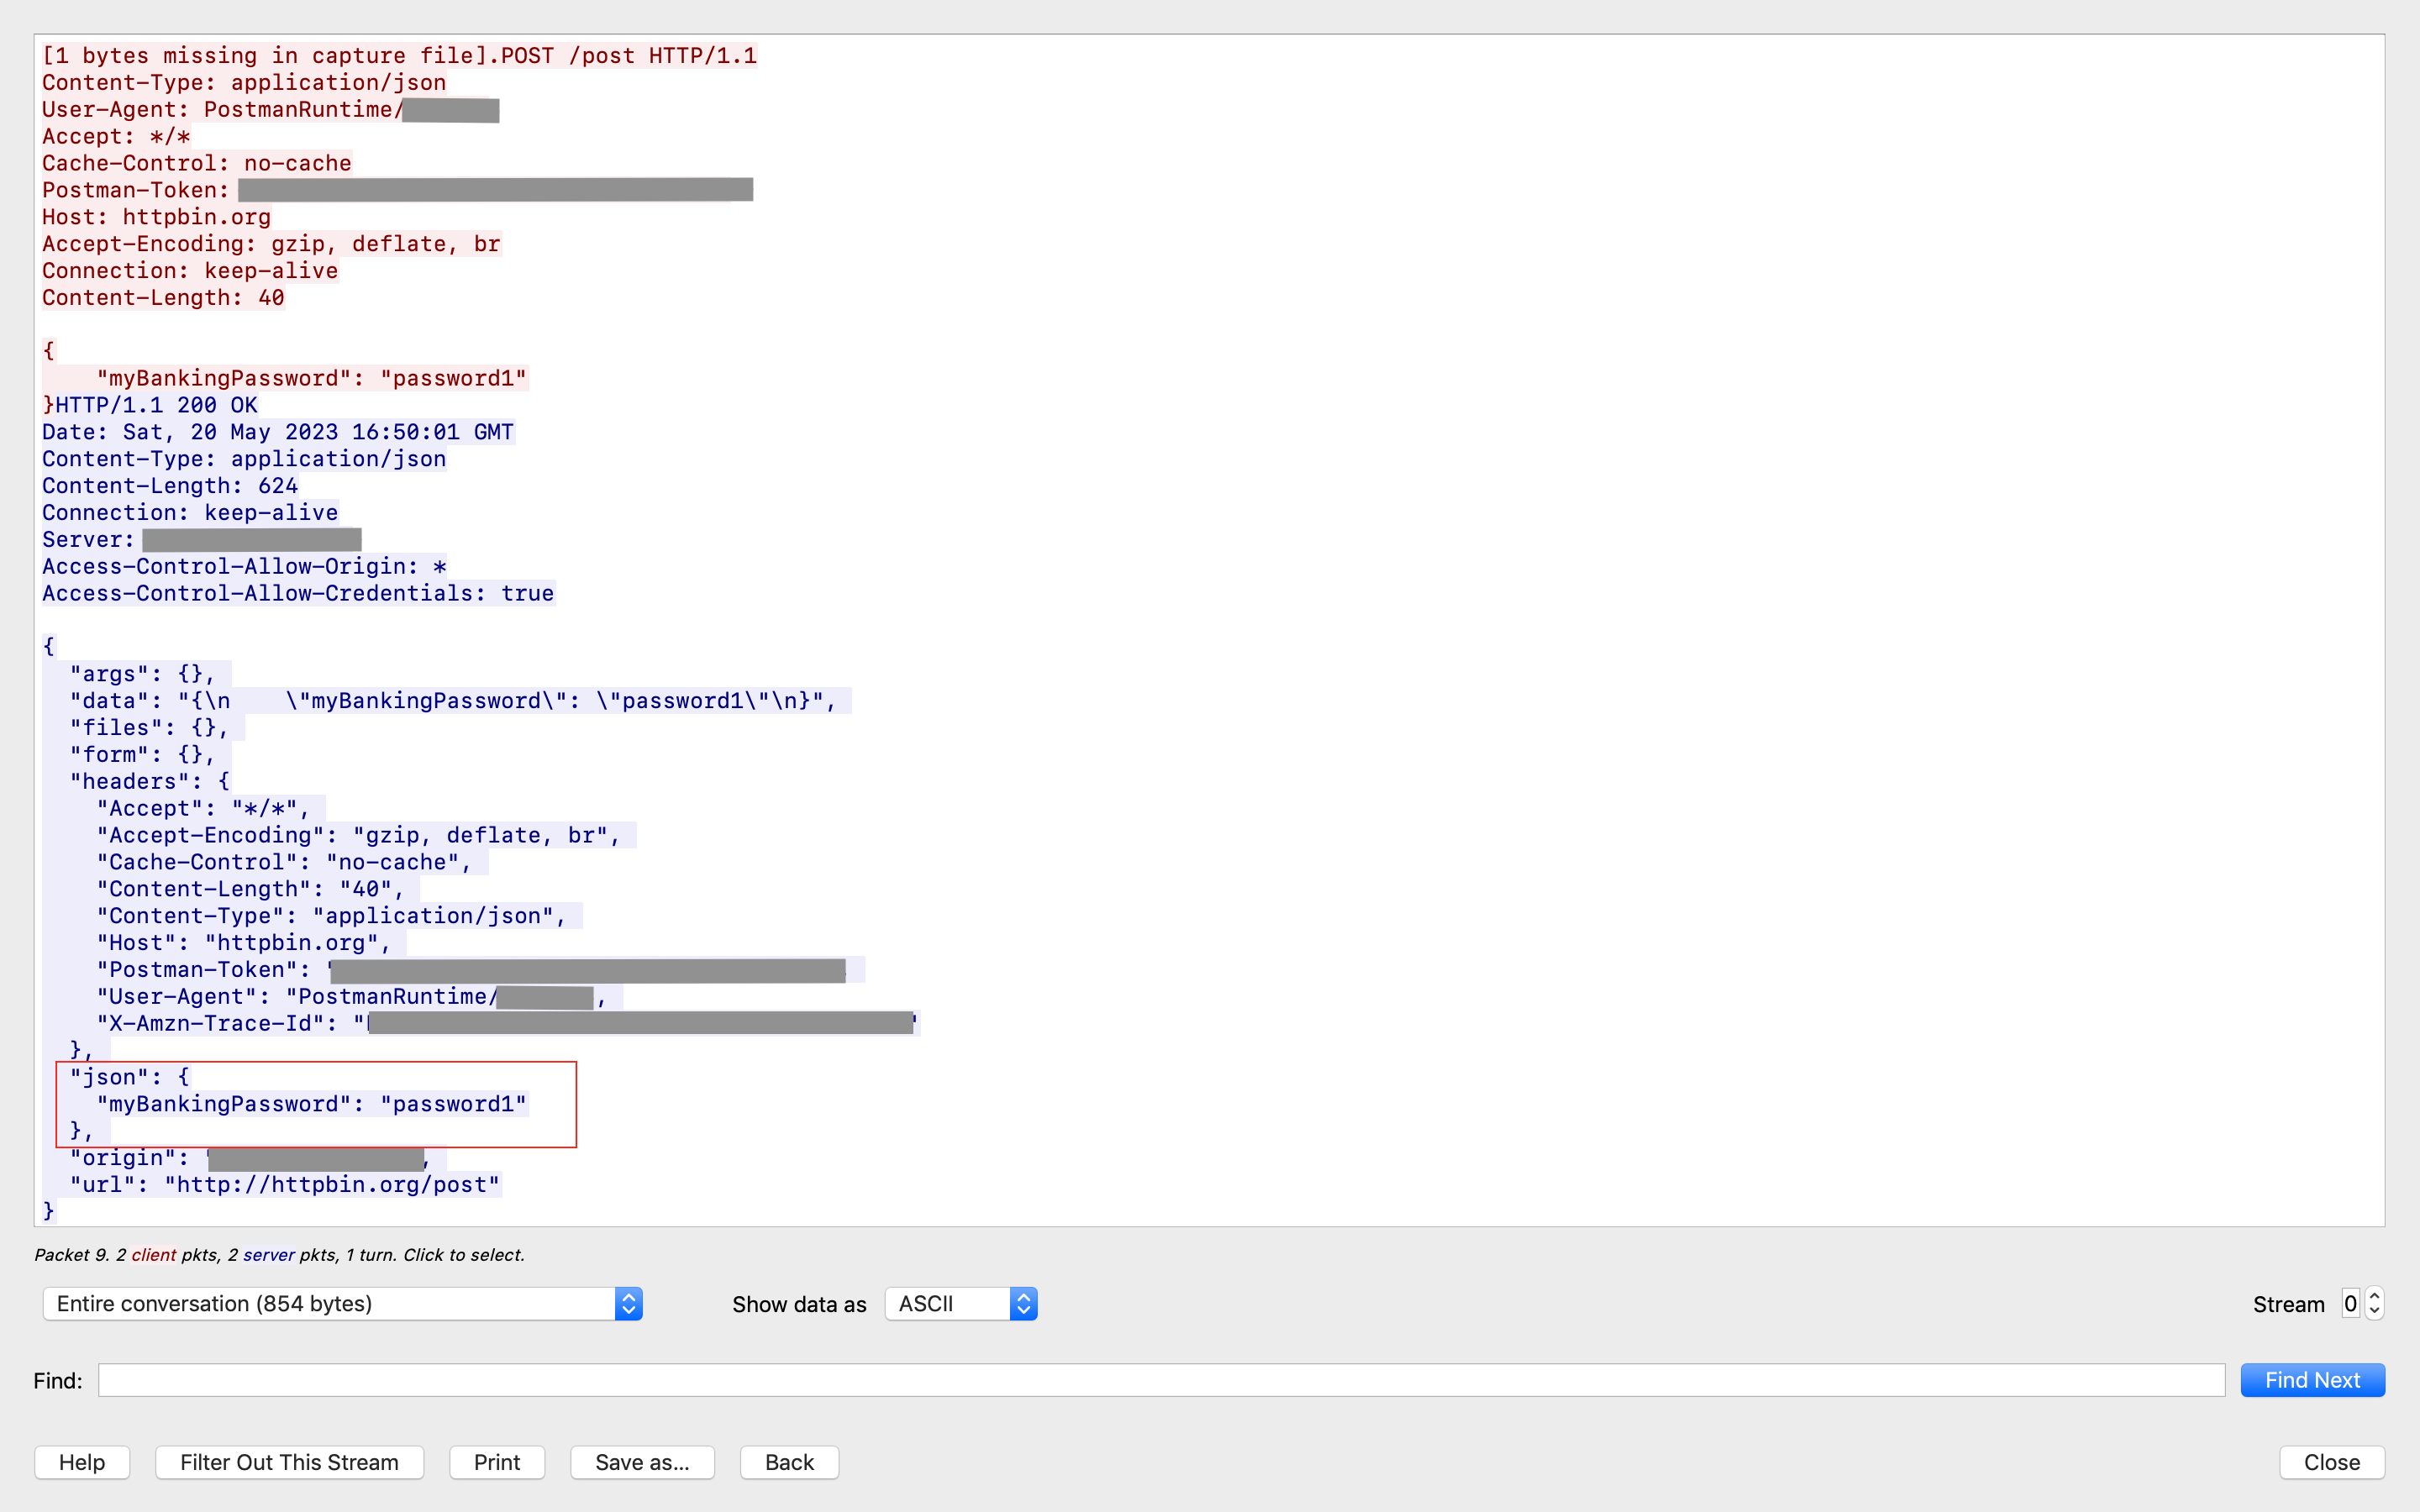 [1 bytes missing in capture file].POST /post HTTP/1.1
Content-Type: application/json
User-Agent: PostmanRuntime/
Accept: */*
Cache-Control: no-cache
Postman-Token:
Host: httpbin.org
Accept-Encoding: gzip, deflate, br
Connection: keep-alive
Content-Length: 40
{
    "myBankingPassword": "password1"
}HTTP/1.1 200 OK
Date: Sat, 20 May 2023 16:50:01 GMT
Content-Type: application/json
Content-Length: 624
Connection: keep-alive
Server:
Access-Control-Allow-Origin: *
Access-Control-Allow-Credentials: true
{
  "args": {},
  "data": "{\n    \"myBankingPassword\": \"password1\"\n}",
  "files": {},
  "form": {},
  "headers": {
    "Accept": "*/*",
    "Accept-Encoding": "gzip, deflate, br",
    "Cache-Control": "no-cache",
    "Content-Length": "40",
    "Content-Type": "application/json",
    "Host": "httpbin.org",
    "Postman-Token": "
    "User-Agent": "PostmanRuntime/ ,
    "X-Amzn-Trace-Id": " "
  },
  "json": {
    "myBankingPassword": "password1"
  },
  "origin": " ,
  "url": "http://httpbin.org/post"
}
Packet 9. 2 client pkts, 2 server pkts, 1 turn. Click to select.
Entire conversation (854 bytes) Show data as ASCII Stream 0
Find: Find Next
Help Filter Out This Stream Print Save as... Back Close